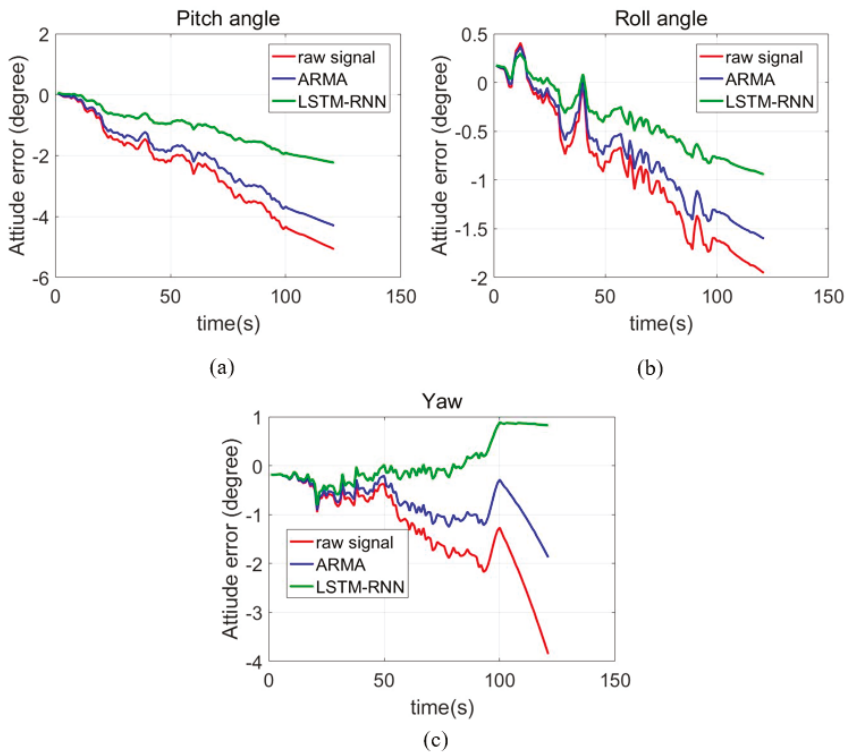 Pitch angle
2
0
-2
-4
-6
Attiude error (degree)
raw signal
ARMA
LSTM-RNN
0 50 100 150
time(s)
(a)
Roll angle
0.5
0
-0.5
-1
-1.5
-2
Attiude error (degree)
raw signal
ARMA
LSTM-RNN
0 50 100 150
time(s)
(b)
Yaw
1
0
-1
-2
-3
-4
Attiude error (degree)
raw signal
ARMA
LSTM-RNN
0 50 100 150
time(s)
(c)